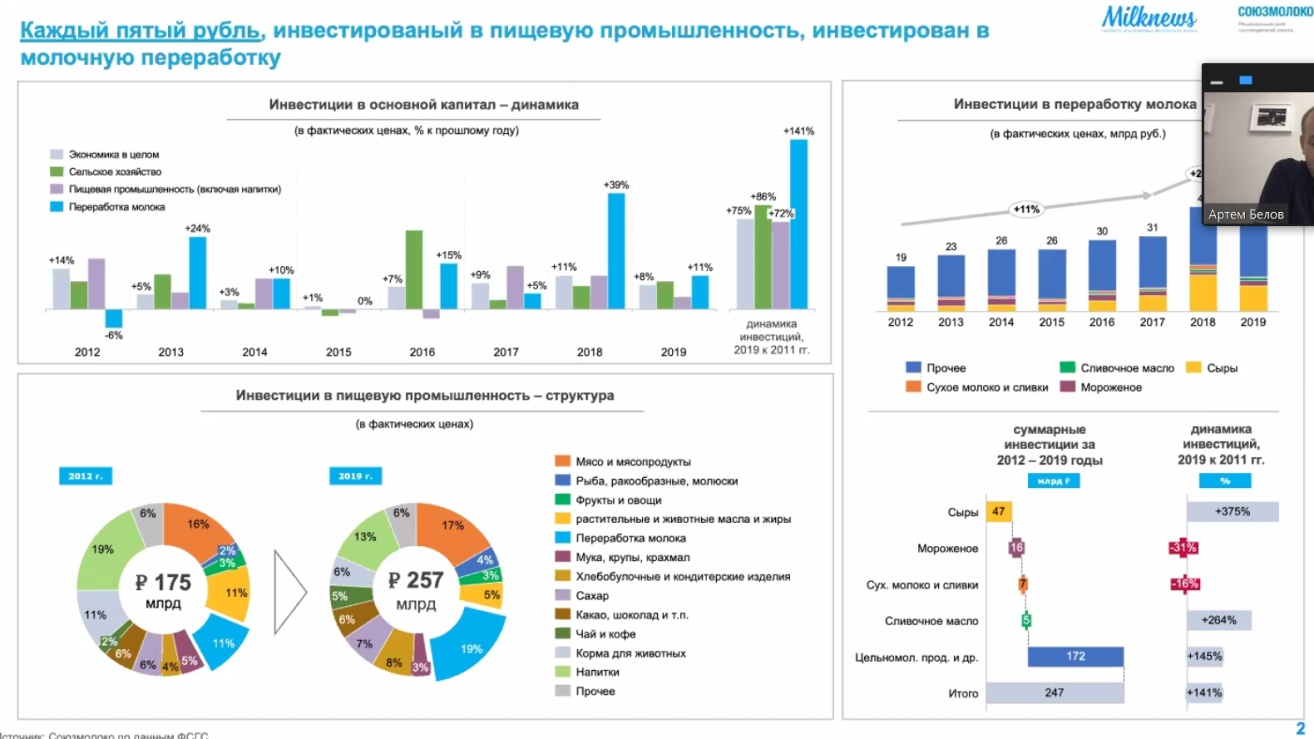 Каждый пятый рубль, инвестированый в пищевую промышленность, инвестирован в
молочную переработку
Milknews
СОЮЗМОЛОКО
Инвестиции в основной капитал – динамика
(в фактических ценах, % к прошлому году)
Экономика в целом
Сельское хозяйство
Пищевая промышленность (включая напитки)
Переработка молока
+14%
-6%
+5%
+24%
+3%
+10%
+1%
0%
+7%
+15%
+9%
+5%
+11%
+39%
+8%
+11%
+75%
+86%
+72%
+141%
2012
2013
2014
2015
2016
2017
2018
2019
динамика
инвестиций,
2019 к 2011 гг.
Инвестиции в переработку молока
(в фактических ценах, млрд руб.)
+11%
19
23
26
26
30
31
2012
2013
2014
2015
2016
2017
2018
2019
Прочее
Сливочное масло
Сыры
Сухое молоко и сливки
Мороженое
Артем Белов
Инвестиции в пищевую промышленность – структура
(в фактических ценах)
2012 г.
6%
16%
2%
3%
11%
11%
5%
4%
6%
6%
2%
11%
19%
₽ 175
млрд
2019 г.
6%
17%
4%
3%
5%
19%
3%
8%
7%
6%
5%
6%
13%
₽ 257
млрд
Мясо и мясопродукты
Рыба, ракообразные, молюски
Фрукты и овощи
растительные и животные масла и жиры
Переработка молока
Мука, крупы, крахмал
Хлебобулочные и кондитерские изделия
Сахар
Какао, шоколад и т.п.
Чай и кофе
Корма для животных
Напитки
Прочее
суммарные
инвестиции за
2012 – 2019 годы
млрд ₽
динамика
инвестиций,
2019 к 2011 гг.
%
Сыры 47 +375%
Мороженое 16 -31%
Сух. молоко и сливки 7 -16%
Сливочное масло 5 +264%
Цельномол. прод. и др. 172 +145%
Итого 247 +141%
2
Союзмолоко по данным ФСГС